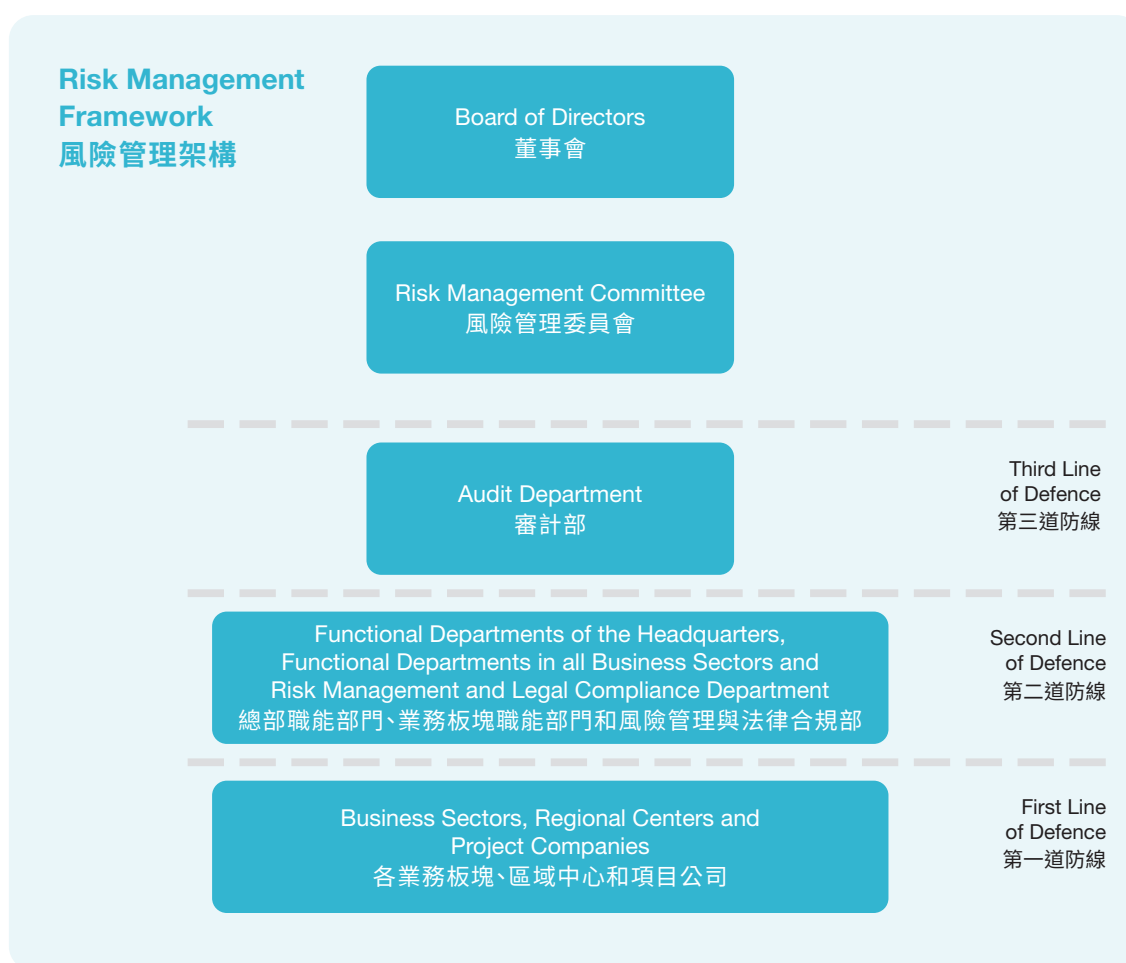 Risk Management
Framework
風險管理架構
Board of Directors
董事會
Risk Management Committee
風險管理委員會
Audit Department
審計部
Third Line
of Defence
第三道防線
Functional Departments of the Headquarters,
Functional Departments in all Business Sectors and
Risk Management and Legal Compliance Department
總部職能部門、業務板塊職能部門和風險管理與法律合規部
Second Line
of Defence
第二道防線
Business Sectors, Regional Centers and
Project Companies
各業務板塊、區域中心和項目公司
First Line
of Defence
第一道防線